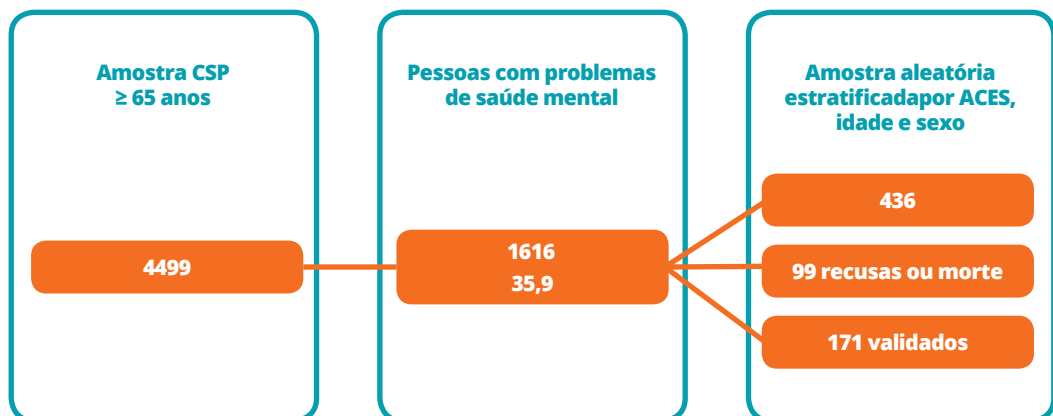 Amostra CSP
≥ 65 anos
4499
Pessoas com problemas
de saúde mental
1616
35,9
Amostra aleatória
estratificadapor ACES,
idade e sexo
436
99 recusas ou morte
171 validados